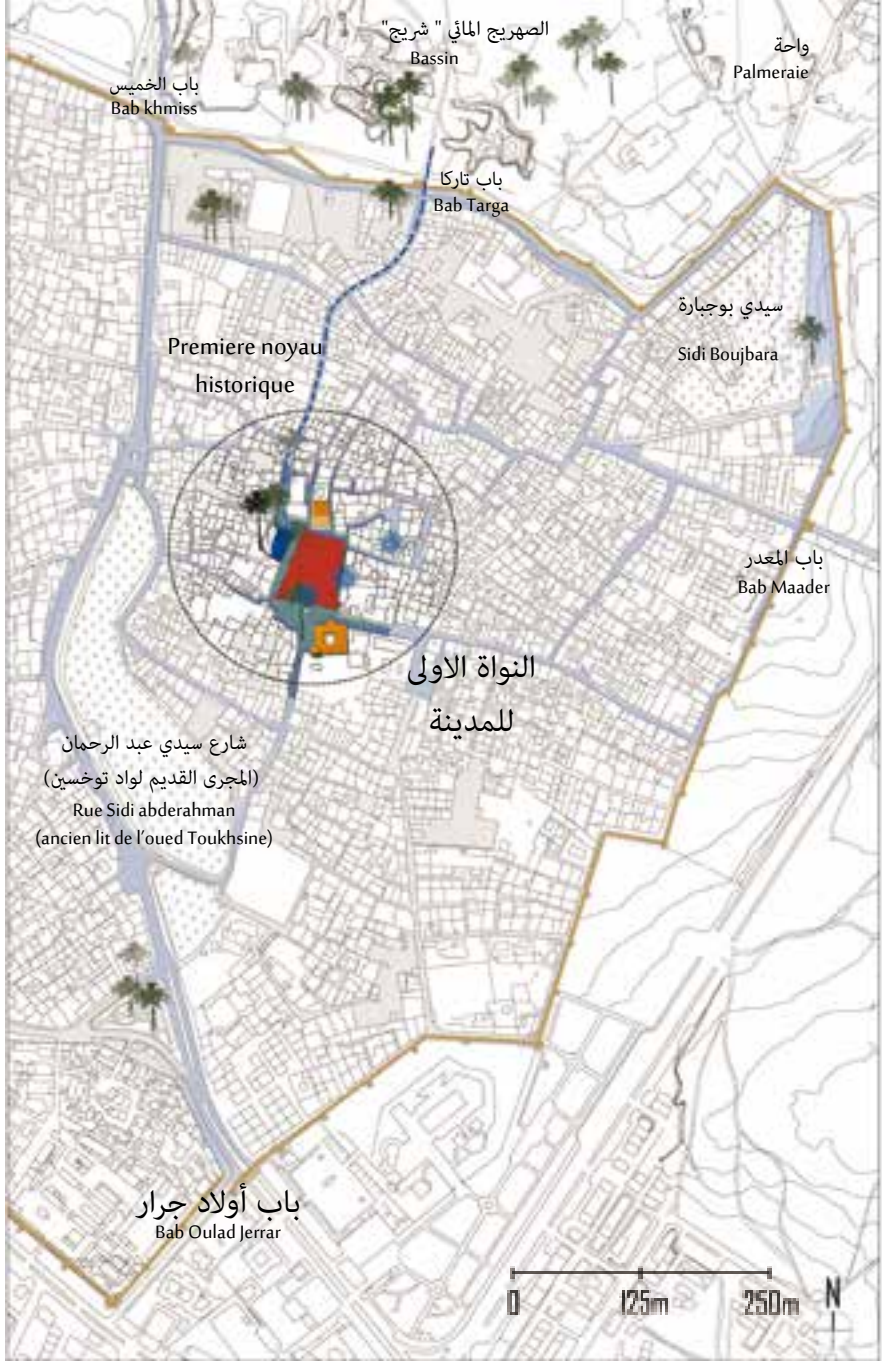 الصهريج المائي " شريج"
Bassin
واحة
Palmeraie
باب الخميس
Bab khmiss
باب تاركا
Bab Targa
سيدي بوجبارة
Sidi Boujbara
Premiere noyau
historique
باب المعدر
Bab Maader
النواة الاولى
للمدينة
شارع سيدي عبد الرحمان
(المجرى القديم لواد توخسين)
Rue Sidi abderahman
(ancien lit de l'oued Toukhsine)
باب أولاد جرار
Bab Oulad Jerrar
0 125m 250m
N